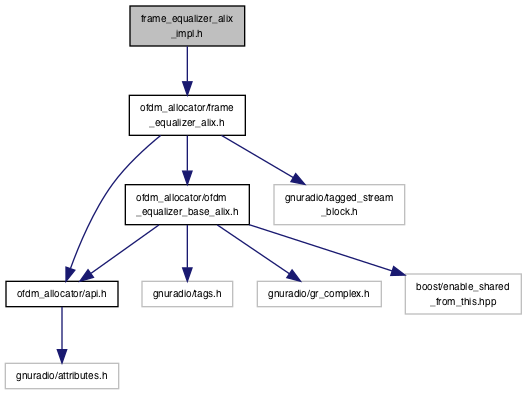 frame_equalizer_alix
_impl.h
ofdm_allocator/frame
_equalizer_alix.h
ofdm_allocator/ofdm
_equalizer_base_alix.h
gnuradio/tagged_stream
_block.h
ofdm_allocator/api.h
gnuradio/tags.h
gnuradio/gr_complex.h
boost/enable_shared
_from_this.hpp
gnuradio/attributes.h